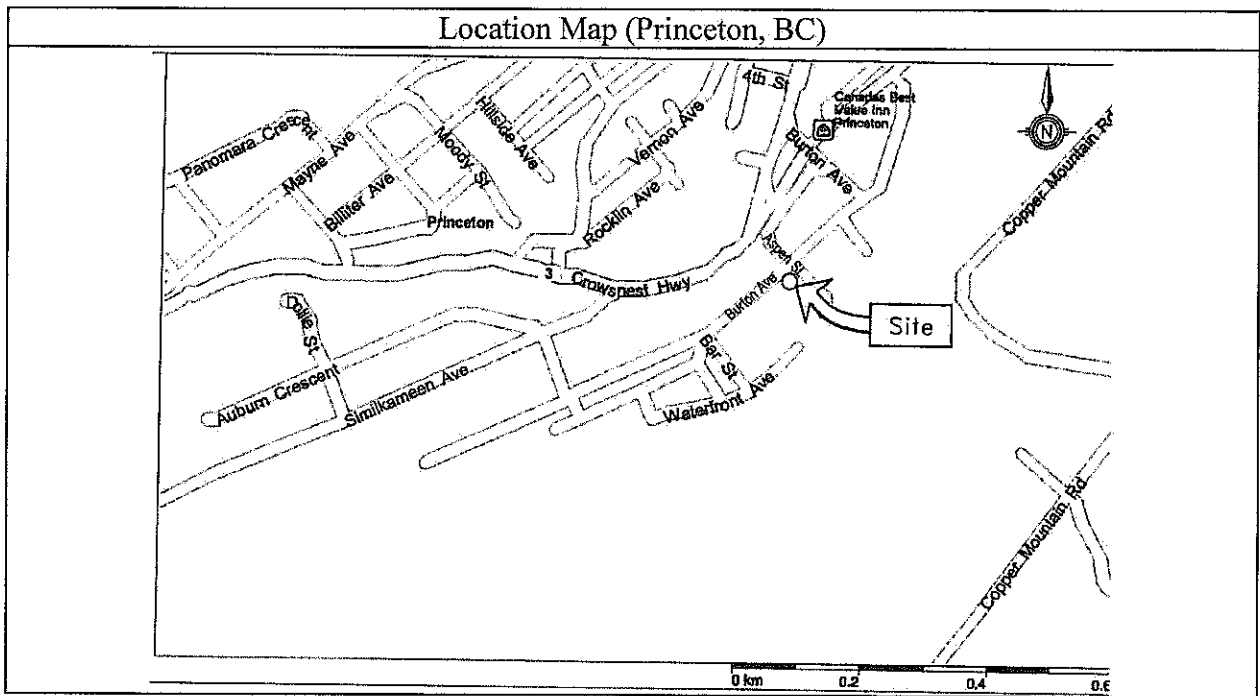 Location Map (Princeton, BC)
4th St
Canadas Best
Value Inn
Princeton
N
Panomara Crescent
Mayne Ave
Billiter Ave
Moody St
Hillside Ave
Vernon Ave
Burton Ave
Copper Mountain Rd
Princeton
Rocklin Ave
Aspen St
3
Crowsnest Hwy
Burton Ave
Site
Dollie St
Bar St
Auburn Crescent
Similkameen Ave
Waterfront Ave
Copper Mountain Rd
0 km 0.2 0.4